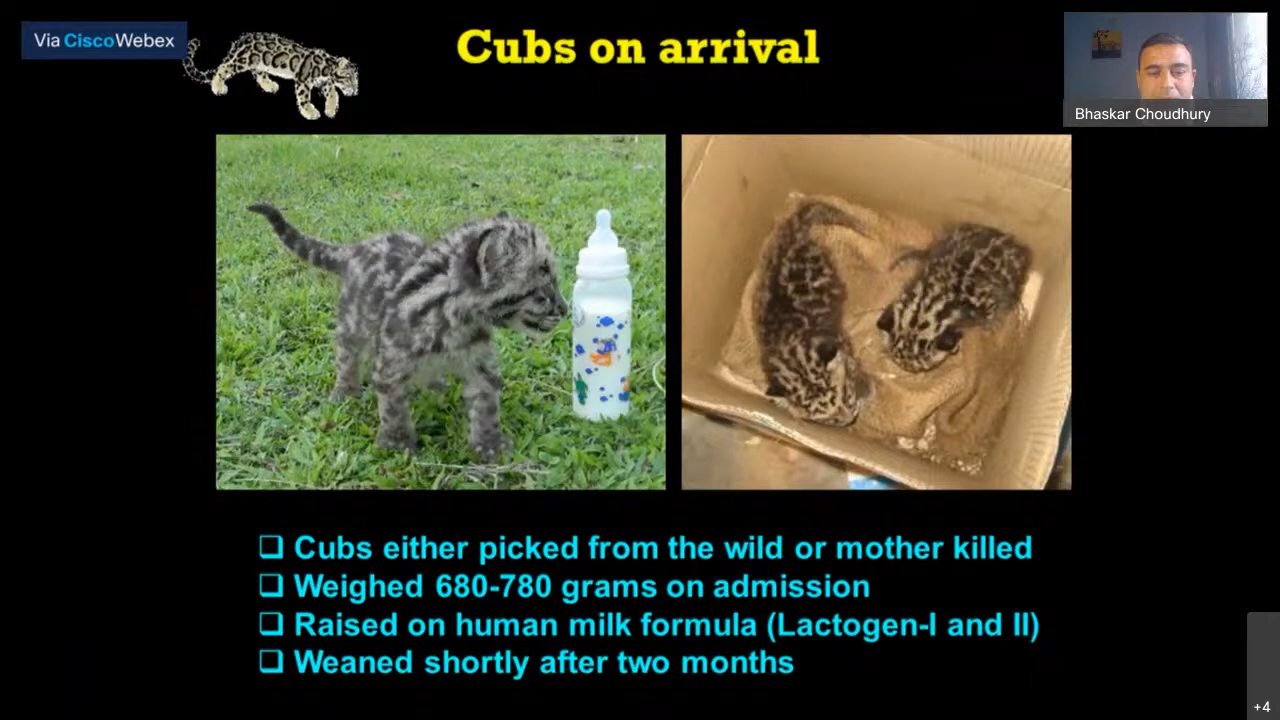 Via CiscoWebex
Cubs on arrival
Bhaskar Choudhury
❑ Cubs either picked from the wild or mother killed
❑ Weighed 680-780 grams on admission
❑ Raised on human milk formula (Lactogen-I and II)
❑ Weaned shortly after two months
+4